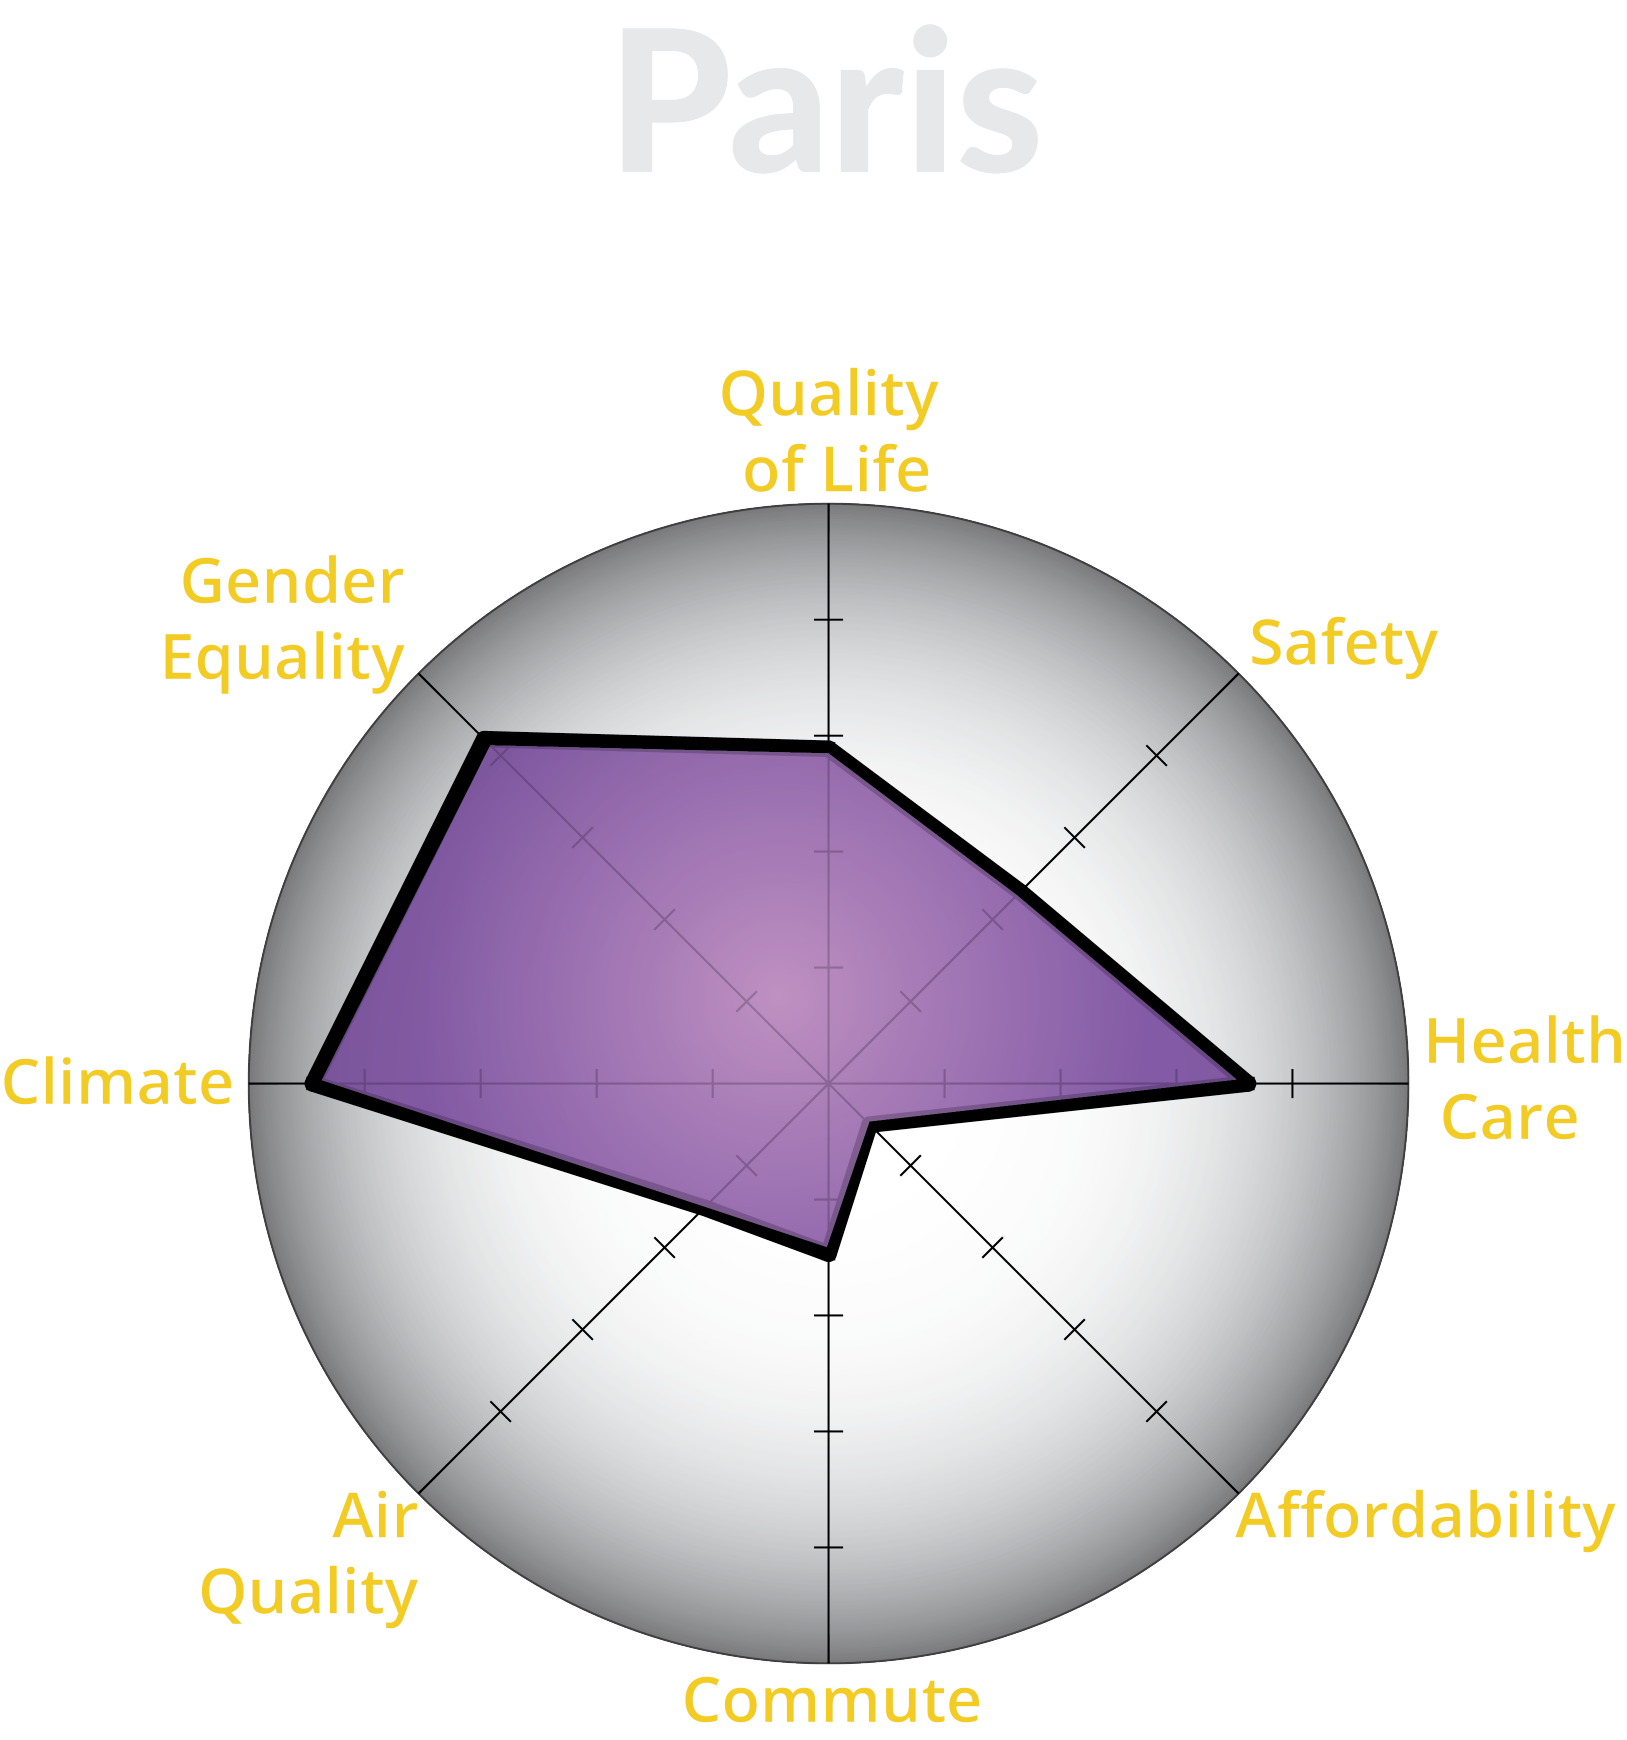 Paris
Quality
of Life
Gender
Equality
Safety
Health
Care
Climate
Affordability
Air
Quality
Commute